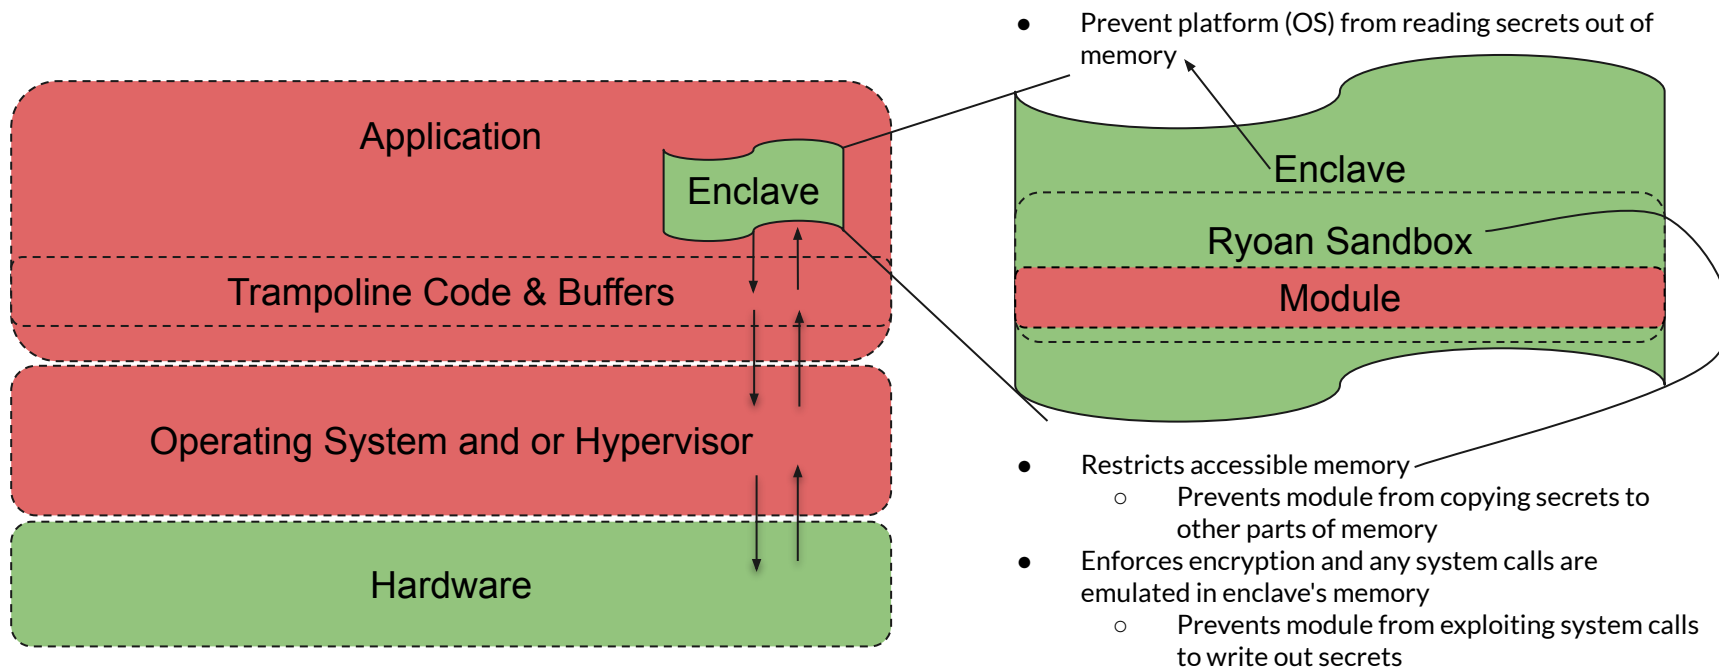 Application
Enclave
Trampoline Code & Buffers
Operating System and or Hypervisor
Hardware
● Prevent platform (OS) from reading secrets out of
memory
Enclave
Ryoan Sandbox
Module
● Restricts accessible memory
○ Prevents module from copying secrets to
other parts of memory
● Enforces encryption and any system calls are
emulated in enclave's memory
○ Prevents module from exploiting system calls
to write out secrets